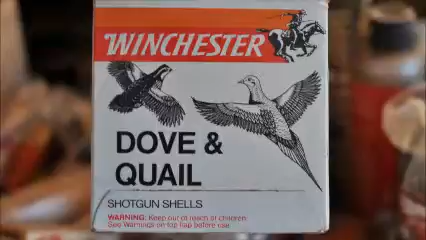 WINCHESTER
DOVE &
QUAIL
SHOTGUN SHELLS
WARNING: Keep out of reach of children.
See Warnings on top flap before use.